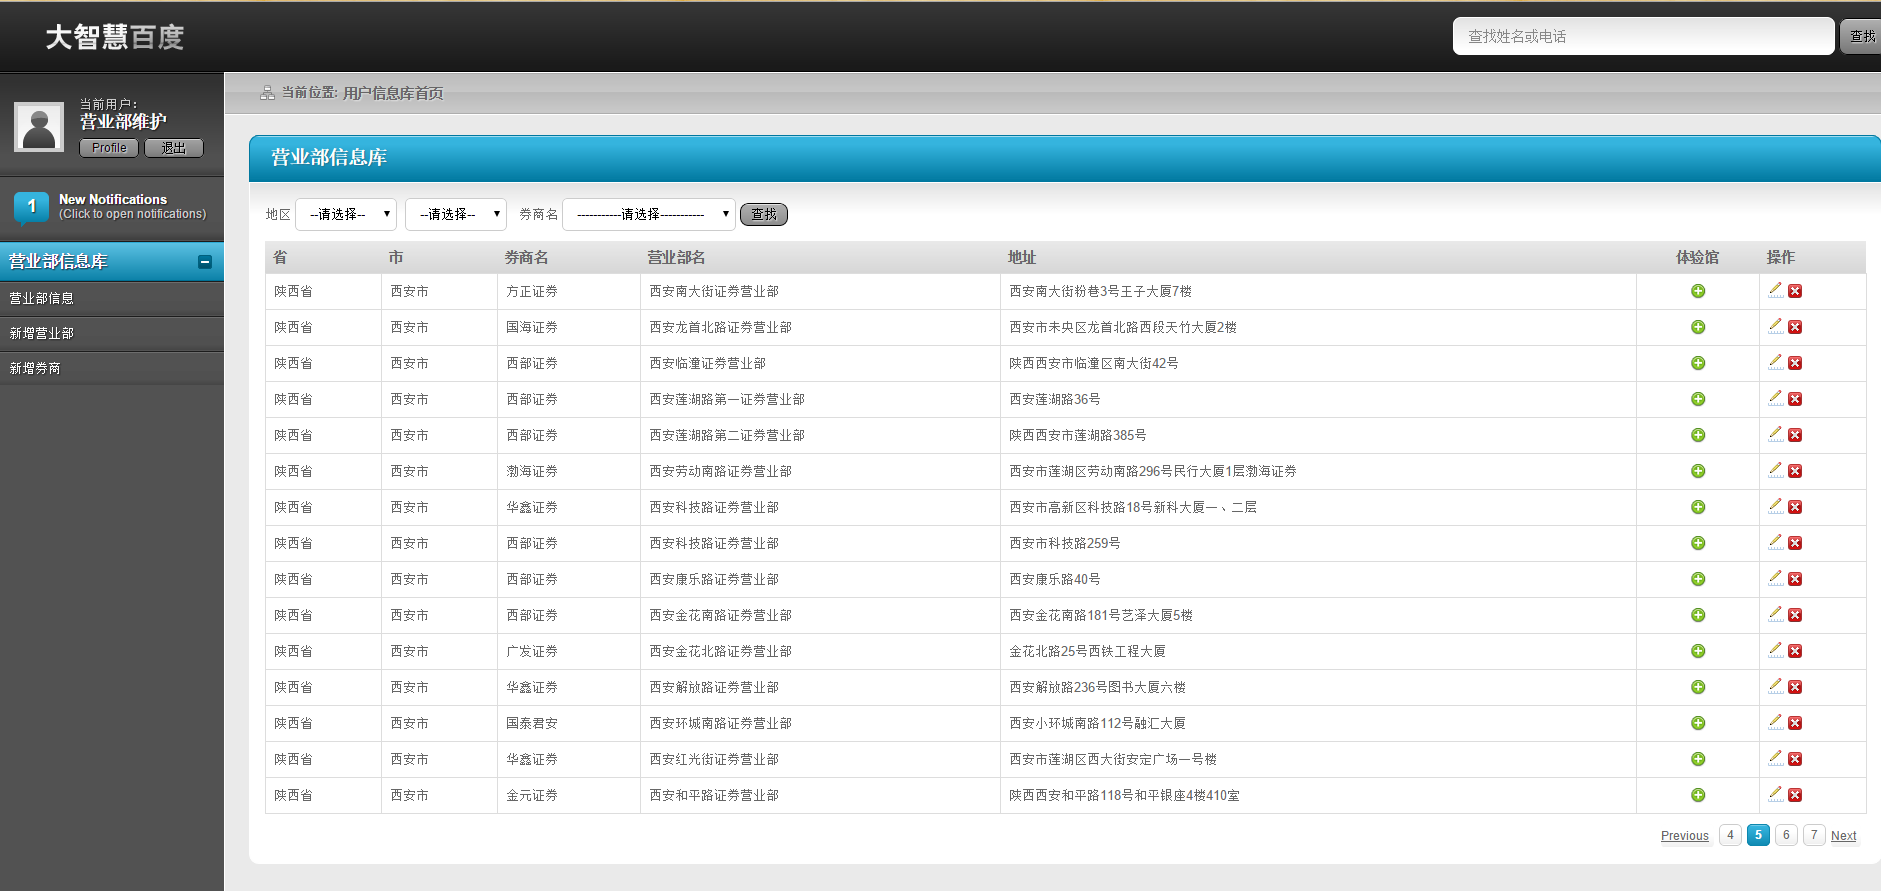 大智慧百度
查找姓名或电话 查找
当前用户：
营业部维护
Profile 退出
1 New Notifications
(Click to open notifications)
营业部信息库
营业部信息
新增营业部
新增券商
当前位置: 用户信息库首页
营业部信息库
地区 --请选择-- --请选择-- 券商名 -----------请选择----------- 查找
省 市 券商名 营业部名 地址 体验馆 操作
陕西省 西安市 方正证券 西安南大街证券营业部 西安南大街粉巷3号王子大厦7楼
陕西省 西安市 国海证券 西安龙首北路证券营业部 西安市未央区龙首北路西段天竹大厦2楼
陕西省 西安市 西部证券 西安临潼证券营业部 陕西西安市临潼区南大街42号
陕西省 西安市 西部证券 西安莲湖路第一证券营业部 西安莲湖路36号
陕西省 西安市 西部证券 西安莲湖路第二证券营业部 陕西西安市莲湖路385号
陕西省 西安市 渤海证券 西安劳动南路证券营业部 西安市莲湖区劳动南路296号民行大厦1层渤海证券
陕西省 西安市 华鑫证券 西安科技路证券营业部 西安市高新区科技路18号新科大厦一、二层
陕西省 西安市 西部证券 西安科技路证券营业部 西安市科技路259号
陕西省 西安市 西部证券 西安康乐路证券营业部 西安康乐路40号
陕西省 西安市 西部证券 西安金花南路证券营业部 西安金花南路181号艺泽大厦5楼
陕西省 西安市 广发证券 西安金花北路证券营业部 金花北路25号西铁工程大厦
陕西省 西安市 华鑫证券 西安解放路证券营业部 西安解放路236号图书大厦六楼
陕西省 西安市 国泰君安 西安环城南路证券营业部 西安小环城南路112号融汇大厦
陕西省 西安市 华鑫证券 西安红光街证券营业部 西安市莲湖区西大街安定广场一号楼
陕西省 西安市 金元证券 西安和平路证券营业部 陕西西安和平路118号和平银座4楼410室
Previous 4 5 6 7 Next